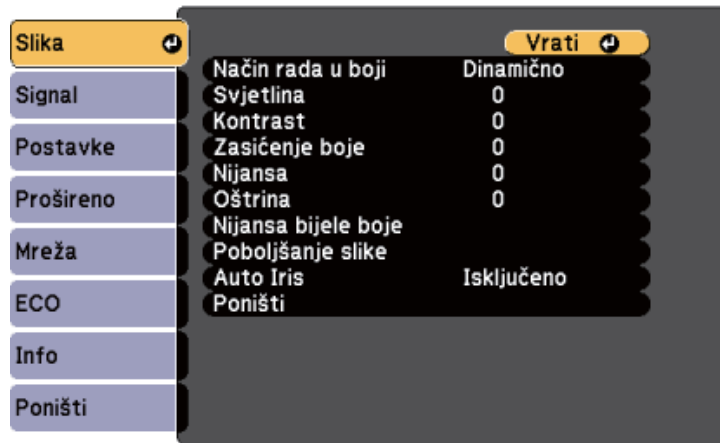 Slika
Signal
Postavke
Prošireno
Mreža
ECO
Info
Poništi
Vrati
Način rada u boji Dinamično
Svjetlina 0
Kontrast 0
Zasićenje boje 0
Nijansa 0
Oštrina 0
Nijansa bijele boje
Poboljšanje slike
Auto Iris Isključeno
Poništi